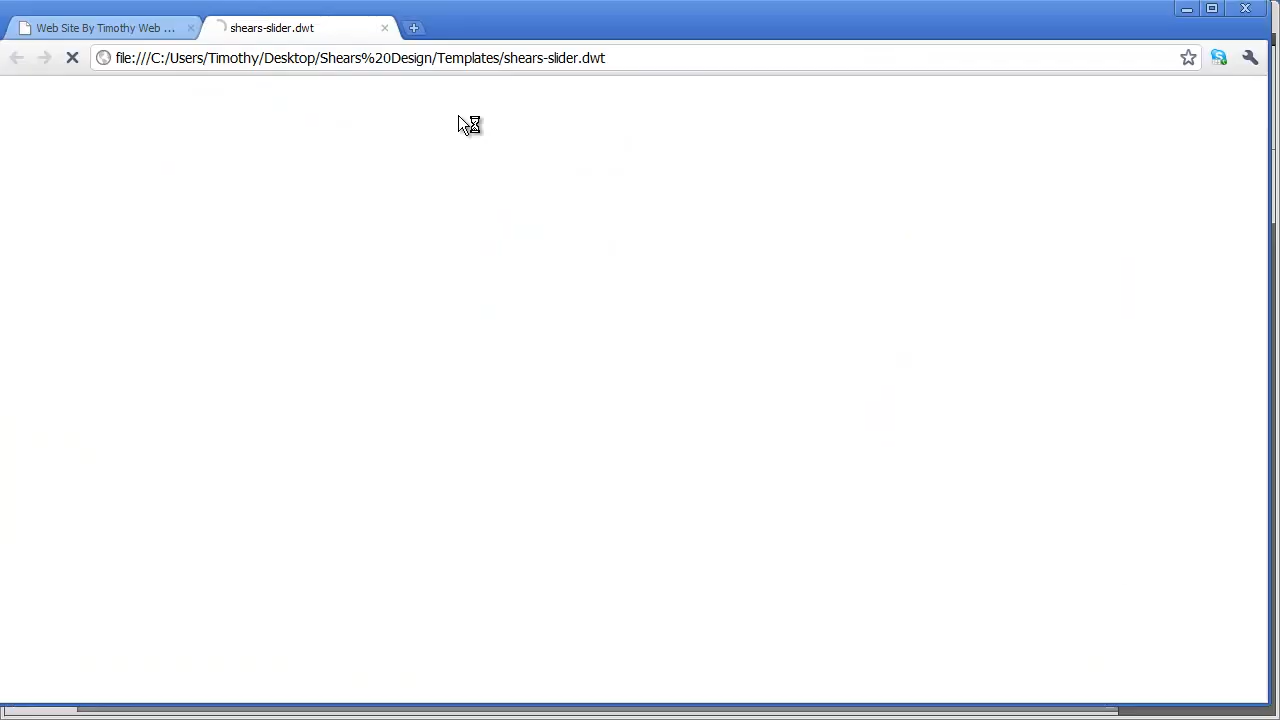 Web Site By Timothy Web ...
shears-slider.dwt
file:///C:/Users/Timothy/Desktop/Shears%20Design/Templates/shears-slider.dwt